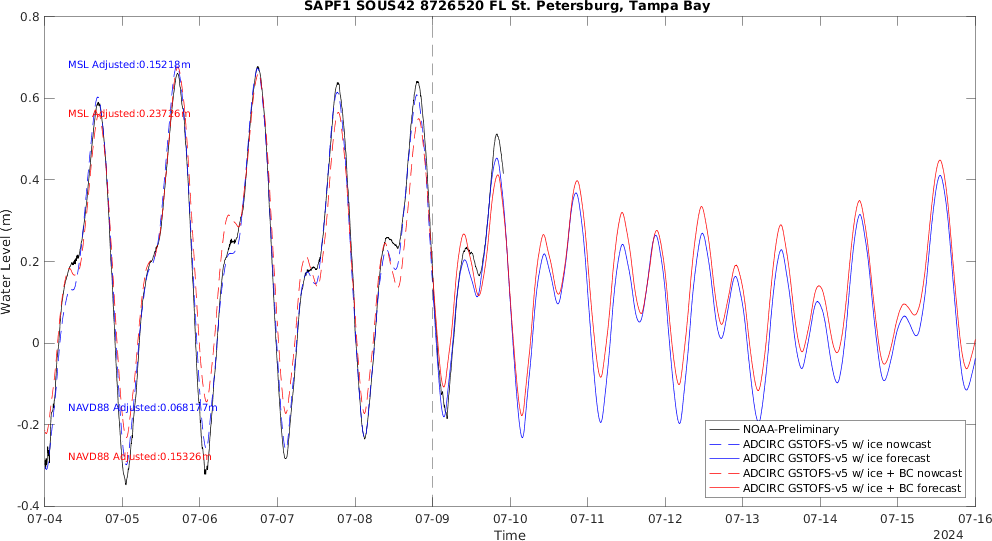 SAPF1 SOUS42 8726520 FL St. Petersburg, Tampa Bay
0.8
0.6
0.4
0.2
0
-0.2
-0.4
Water Level (m)
MSL Adjusted:0.15218m
MSL Adjusted:0.23726m
NAVD88 Adjusted:0.068177m
NAVD88 Adjusted:0.15326m
NOAA-Preliminary
ADCIRC GSTOFS-v5 w/ ice nowcast
ADCIRC GSTOFS-v5 w/ ice forecast
ADCIRC GSTOFS-v5 w/ ice + BC nowcast
ADCIRC GSTOFS-v5 w/ ice + BC forecast
07-04 07-05 07-06 07-07 07-08 07-09 07-10 07-11 07-12 07-13 07-14 07-15 07-16
Time
2024